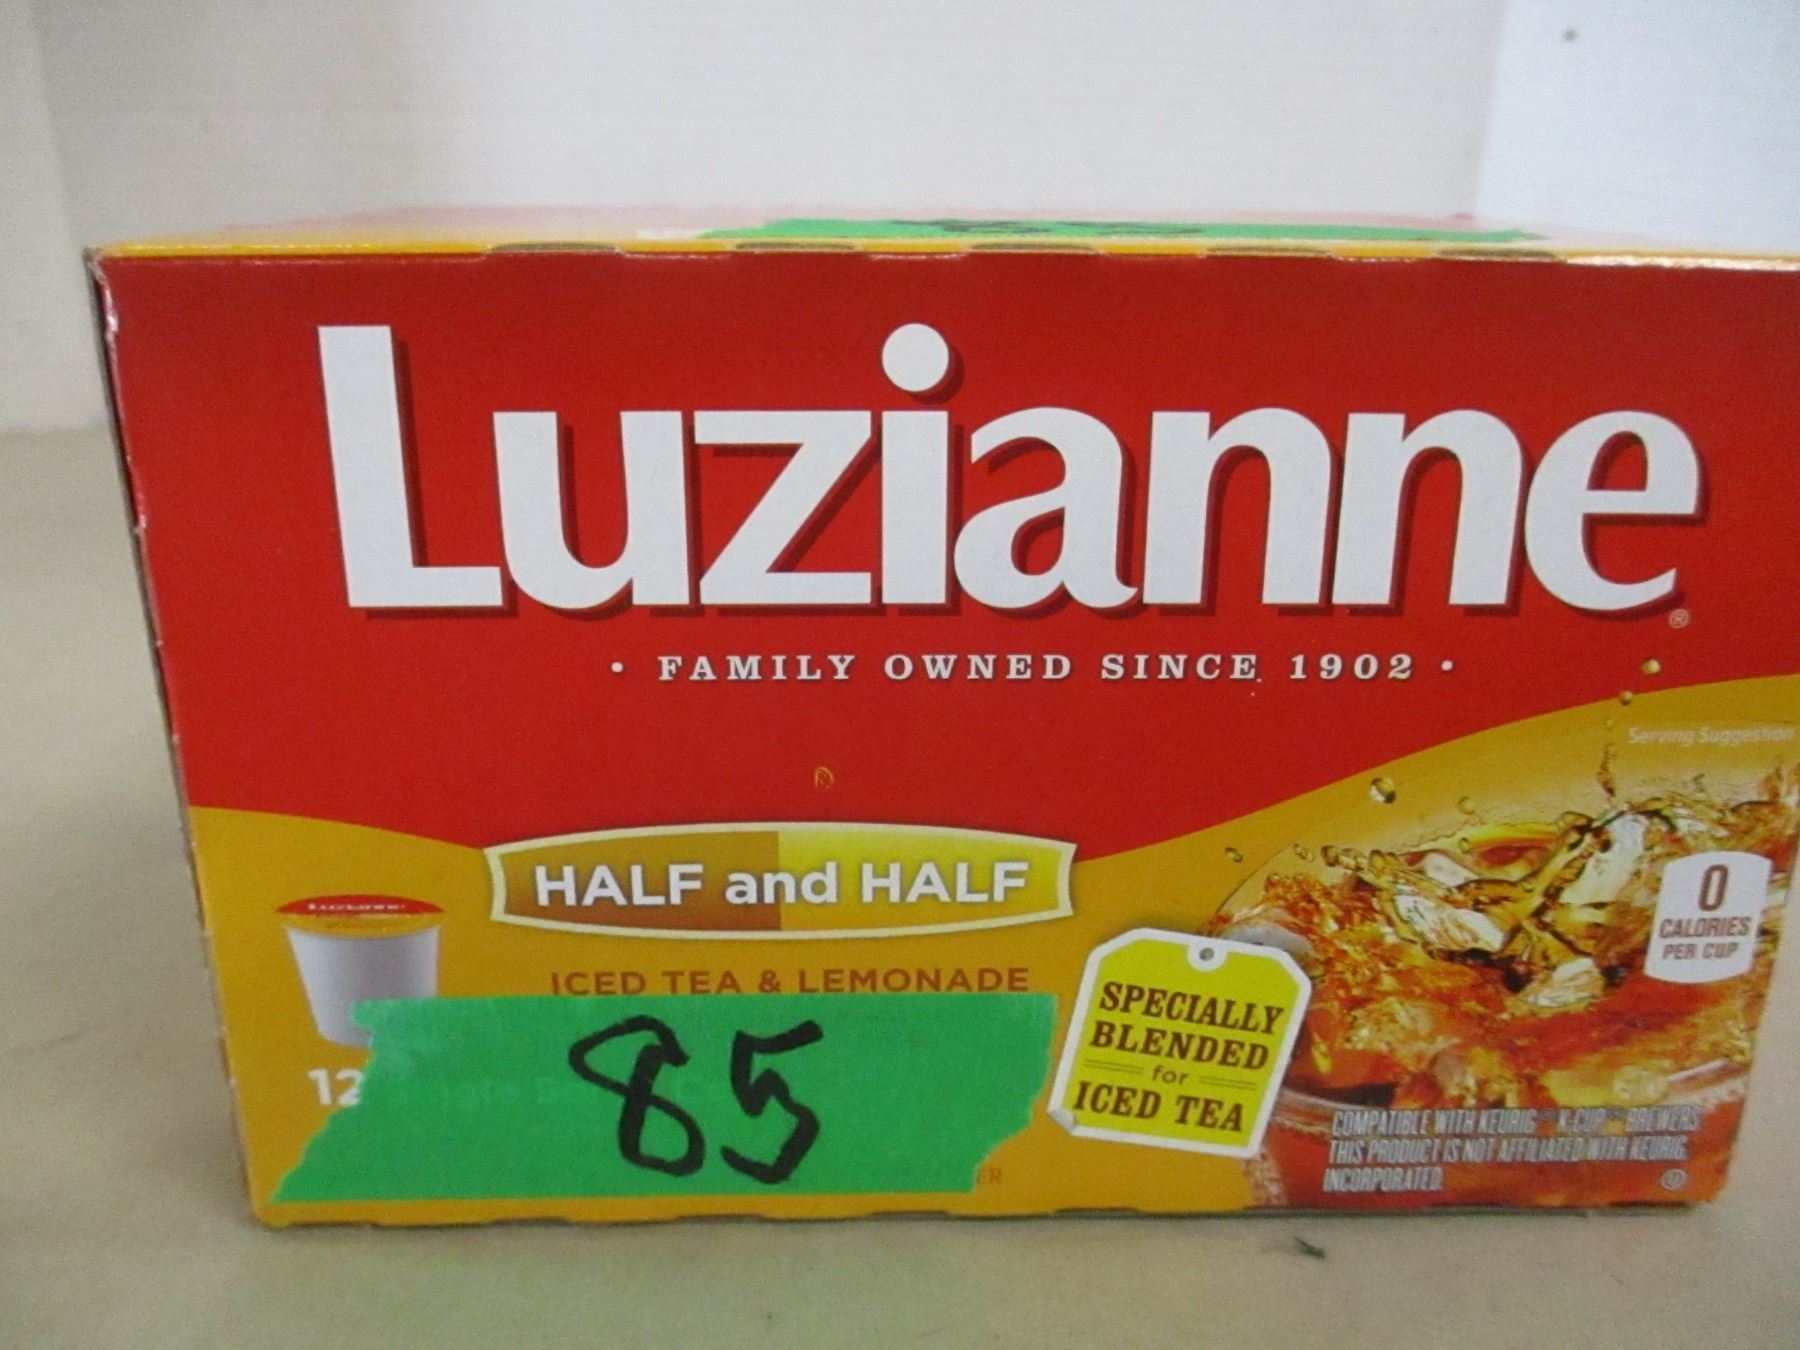 Luzianne®
• FAMILY OWNED SINCE 1902 •
Serving Suggestion
HALF and HALF
0
CALORIES
PER CUP
ICED TEA & LEMONADE
SPECIALLY
BLENDED
for
ICED TEA
12
85
COMPATIBLE WITH KEURIG® K-CUP® BREWERS.
THIS PRODUCT IS NOT AFFILIATED WITH KEURIG
INCORPORATED.